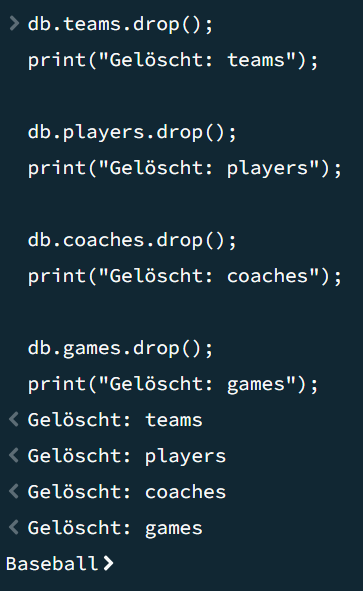 > db.teams.drop();
print("Gelöscht: teams");
db.players.drop();
print("Gelöscht: players");
db.coaches.drop();
print("Gelöscht: coaches");
db.games.drop();
print("Gelöscht: games");
< Gelöscht: teams
< Gelöscht: players
< Gelöscht: coaches
< Gelöscht: games
Baseball>